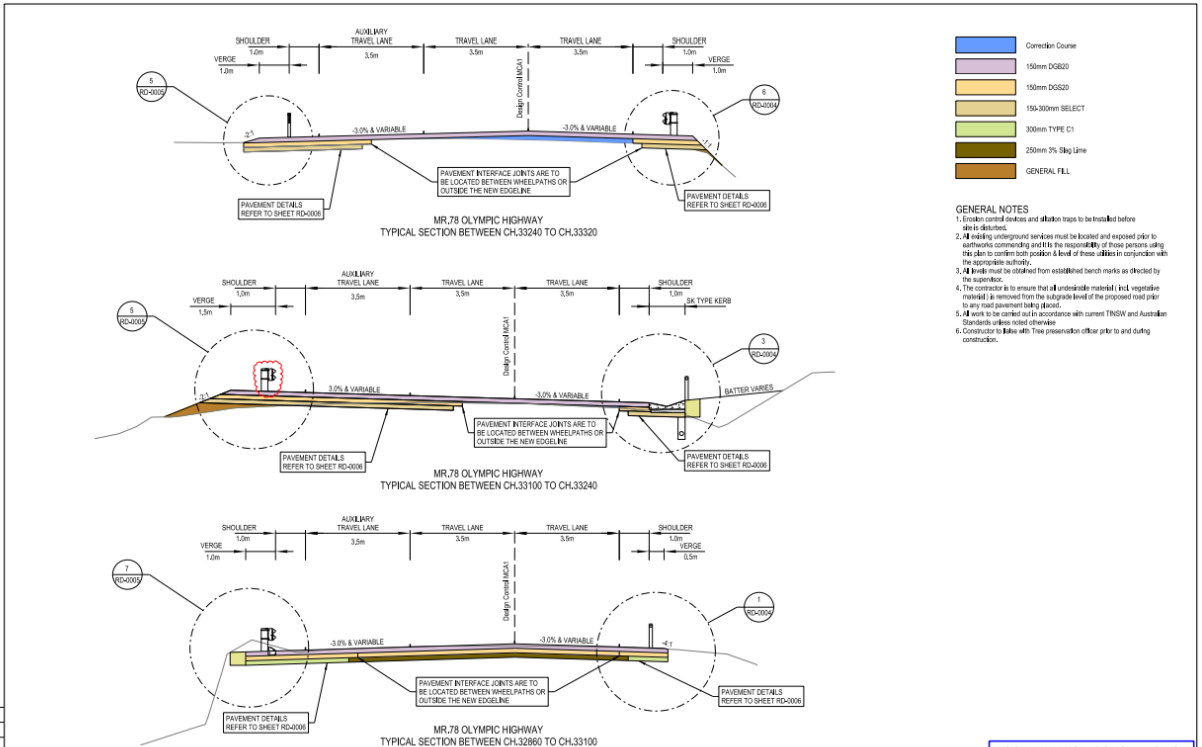 AUXILIARY
SHOULDER TRAVEL LANE TRAVEL LANE TRAVEL LANE SHOULDER
1.0m 3.5m 3.5m 3.5m 1.0m
VERGE VERGE
1.0m 1.0m
Design Control MCA1
5
RD-0005
6
RD-0004
-2:1 -3.0% & VARIABLE -3.0% & VARIABLE
PAVEMENT INTERFACE JOINTS ARE TO
BE LOCATED BETWEEN WHEELPATHS OR
OUTSIDE THE NEW EDGELINE
PAVEMENT DETAILS
REFER TO SHEET RD-0006
PAVEMENT DETAILS
REFER TO SHEET RD-0006
MR.78 OLYMPIC HIGHWAY
TYPICAL SECTION BETWEEN CH.33240 TO CH.33320
AUXILIARY
SHOULDER TRAVEL LANE TRAVEL LANE TRAVEL LANE SHOULDER
1.0m 3.5m 3.5m 3.5m 1.0m
VERGE SK TYPE KERB
1.5m
Design Control MCA1
5
RD-0005
3
RD-0004
-2:1 3.0% & VARIABLE -3.0% & VARIABLE BATTER VARIES
PAVEMENT INTERFACE JOINTS ARE TO
BE LOCATED BETWEEN WHEELPATHS OR
OUTSIDE THE NEW EDGELINE
PAVEMENT DETAILS
REFER TO SHEET RD-0006
PAVEMENT DETAILS
REFER TO SHEET RD-0006
MR.78 OLYMPIC HIGHWAY
TYPICAL SECTION BETWEEN CH.33100 TO CH.33240
AUXILIARY
SHOULDER TRAVEL LANE TRAVEL LANE TRAVEL LANE SHOULDER
1.0m 3.5m 3.5m 3.5m 1.0m
VERGE VERGE
1.0m 0.5m
Design Control MCA1
7
RD-0005
1
RD-0004
-3.0% & VARIABLE -3.0% & VARIABLE -4:1
PAVEMENT INTERFACE JOINTS ARE TO
BE LOCATED BETWEEN WHEELPATHS OR
OUTSIDE THE NEW EDGELINE
PAVEMENT DETAILS
REFER TO SHEET RD-0006
PAVEMENT DETAILS
REFER TO SHEET RD-0006
MR.78 OLYMPIC HIGHWAY
TYPICAL SECTION BETWEEN CH.32860 TO CH.33100
Correction Course
150mm DGB20
150mm DGS20
150-300mm SELECT
300mm TYPE C1
250mm 3% Slag Lime
GENERAL FILL
GENERAL NOTES
1. Erosion control devices and siltation traps to be installed before
site is disturbed.
2. All existing underground services must be located and exposed prior to
earthworks commencing and it is the responsibility of those persons using
this plan to confirm both position & level of these utilities in conjunction with
the appropriate authority.
3. All levels must be obtained from established bench marks as directed by
the supervisor.
4. The contractor is to ensure that all undesirable material ( incl. vegetative
material ) is removed from the subgrade level of the proposed road prior
to any road pavement being placed.
5. All work to be carried out in accordance with current TfNSW and Australian
Standards unless noted otherwise
6. Constructor to liaise with Tree preservation officer prior to and during
construction.